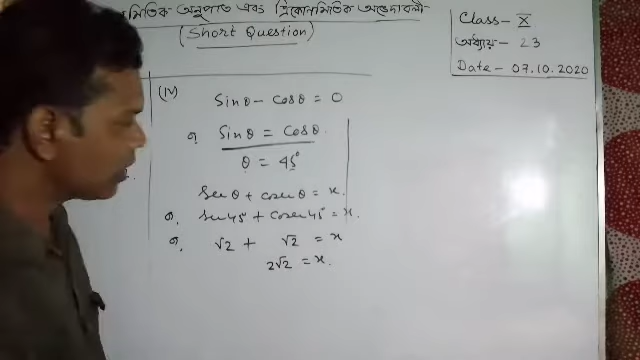 অনুপাত এবং ত্রিকোনমিতিক অভেদাবলী
(Short Question)
Class - X
অধ্যায় - 23
Date - 07.10.2020
(IV)
Sinθ - Cosθ = 0
বা, Sinθ = Cosθ
θ = 45°
Secθ + Cosecθ = x.
বা, Sec45° + Cosec45° = x.
বা, √2 + √2 = x
2√2 = x.